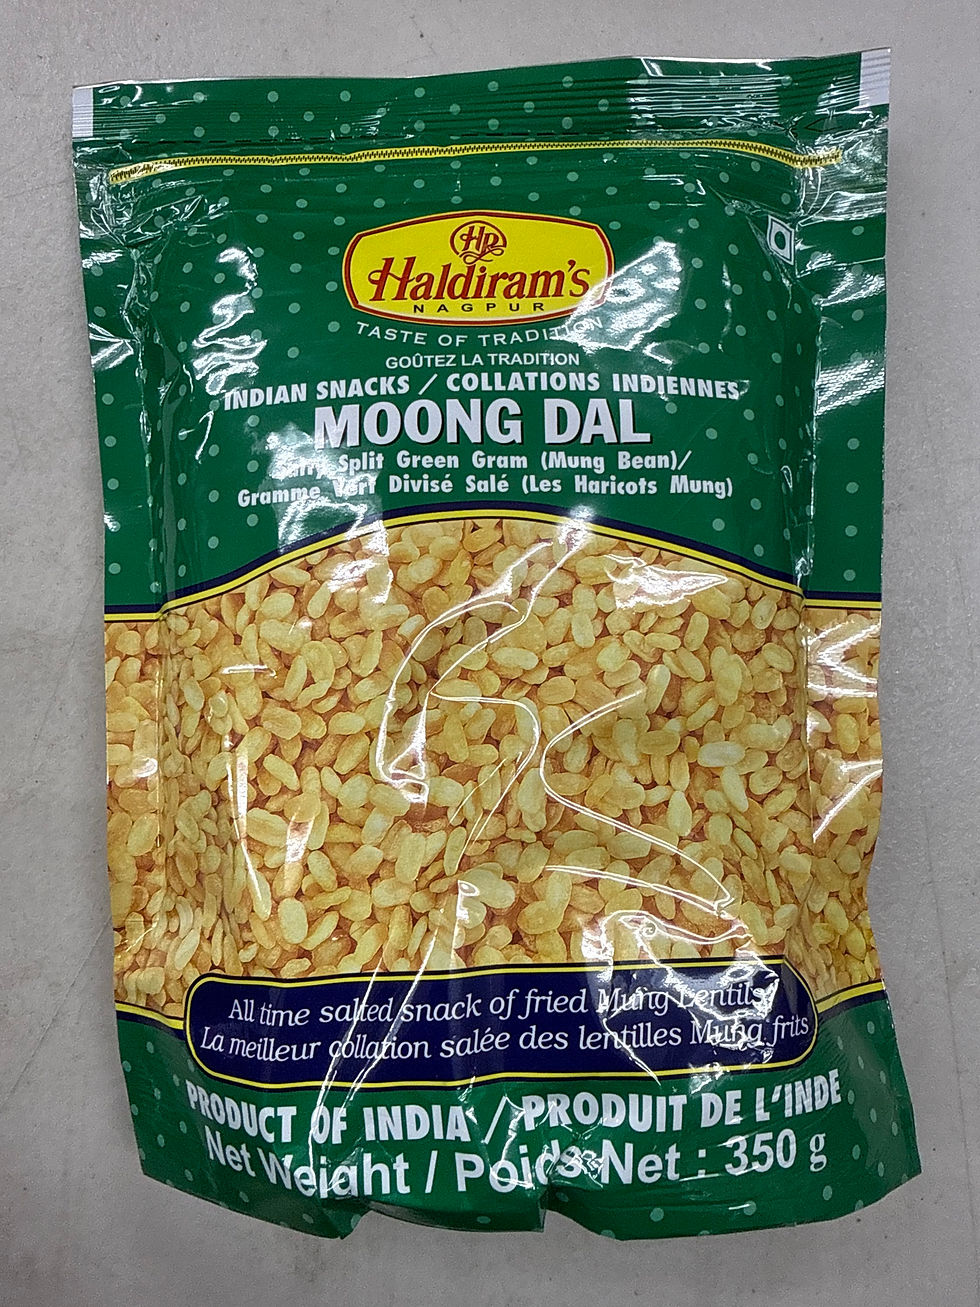 HR
Haldiram's
NAGPUR
TASTE OF TRADITION
GOÛTEZ LA TRADITION
INDIAN SNACKS / COLLATIONS INDIENNES
MOONG DAL
Split Green Gram (Mung Bean)/
Gramme Vert Divisé Salé (Les Haricots Mung)
All time salted snack of fried Mung Lentils
La meilleur collation salée des lentilles Mung frits
PRODUCT OF INDIA / PRODUIT DE L'INDE
Net Weight / Poids Net : 350 g